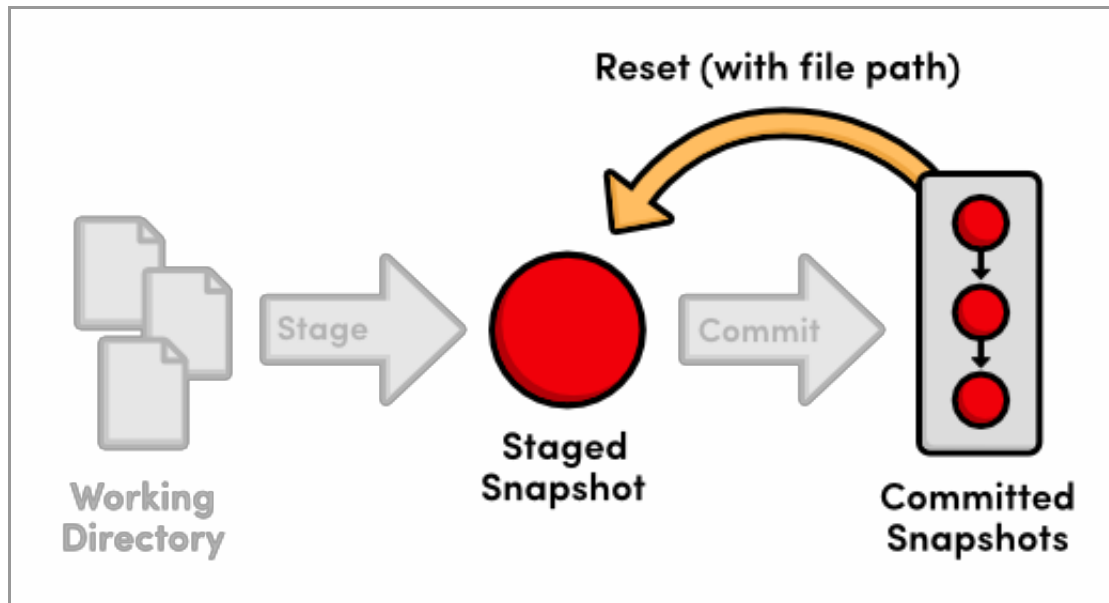 Reset (with file path)
Stage
Commit
Staged
Snapshot
Working
Directory
Committed
Snapshots